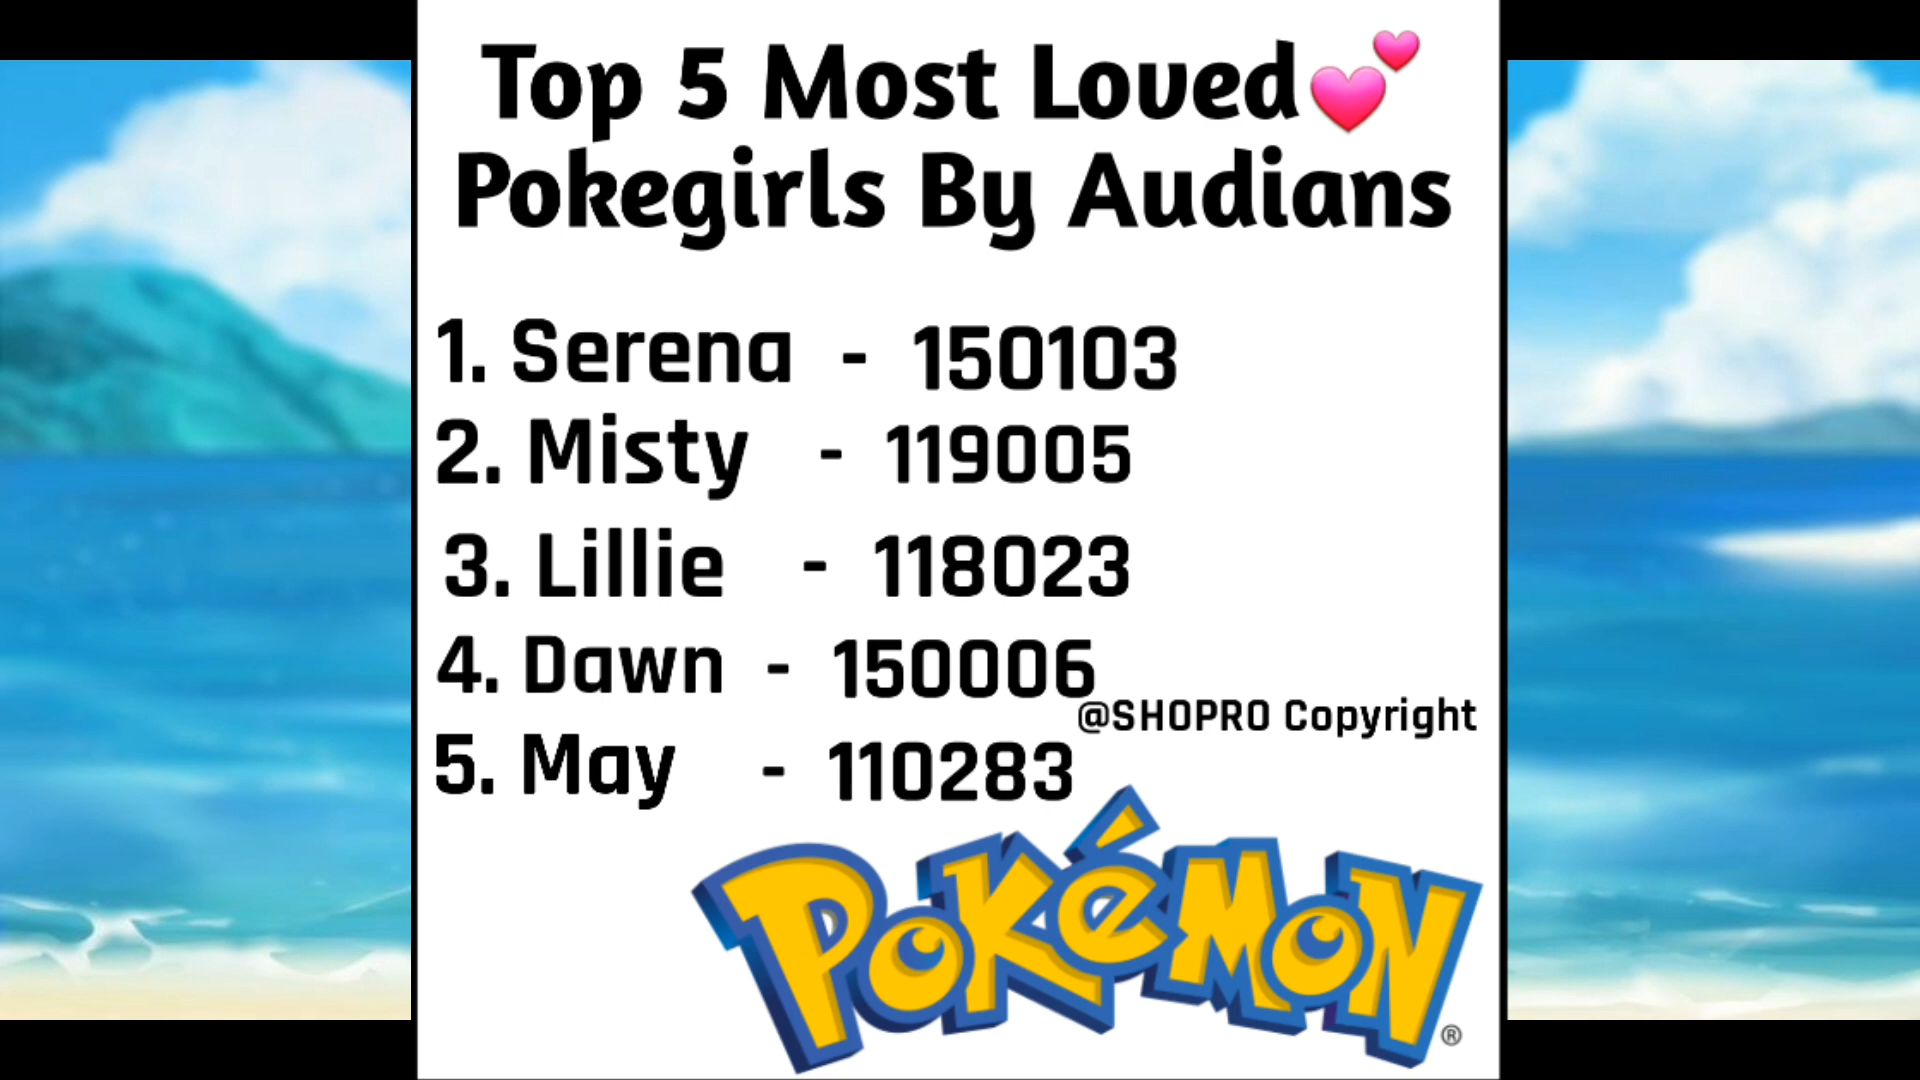 Top 5 Most Loved💕
Pokegirls By Audians
1. Serena - 150103
2. Misty - 119005
3. Lillie - 118023
4. Dawn - 150006
@SHOPRO Copyright
5. May - 110283
POKéMON
®